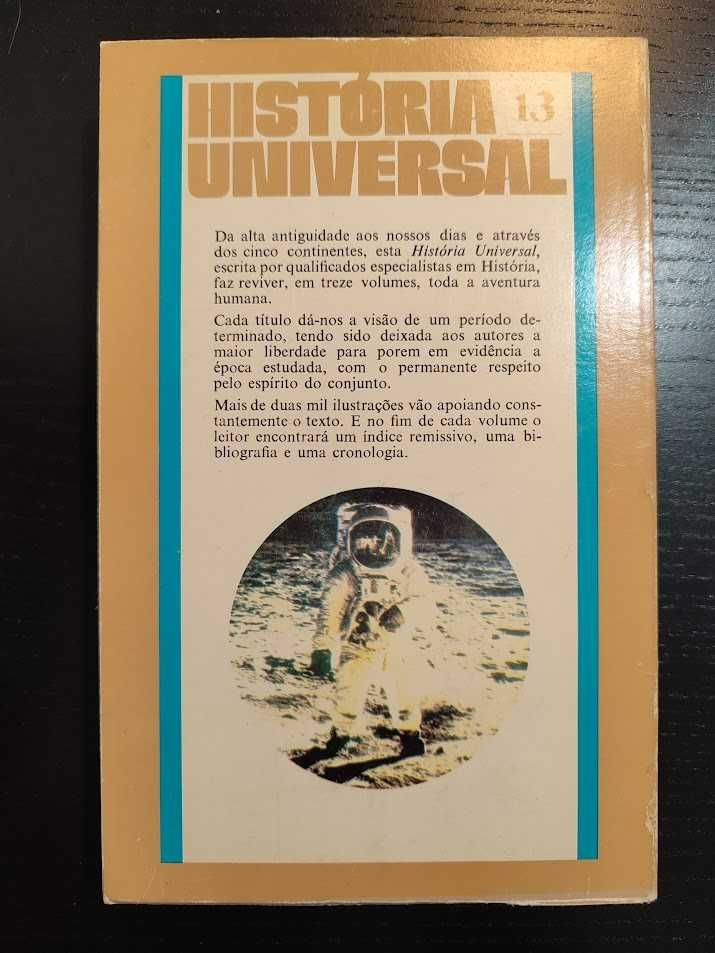 HISTÓRIA 13
UNIVERSAL
Da alta antiguidade aos nossos dias e através
dos cinco continentes, esta História Universal,
escrita por qualificados especialistas em História,
faz reviver, em treze volumes, toda a aventura
humana.
Cada título dá-nos a visão de um período de-
terminado, tendo sido deixada aos autores a
maior liberdade para porem em evidência a
época estudada, com o permanente respeito
pelo espírito do conjunto.
Mais de duas mil ilustrações vão apoiando cons-
tantemente o texto. E no fim de cada volume o
leitor encontrará um índice remissivo, uma bi-
bliografia e uma cronologia.